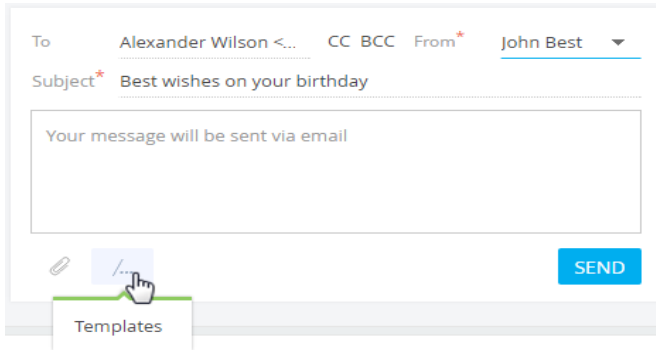 To Alexander Wilson <... CC BCC From* John Best
Subject* Best wishes on your birthday
Your message will be sent via email
/... SEND
Templates